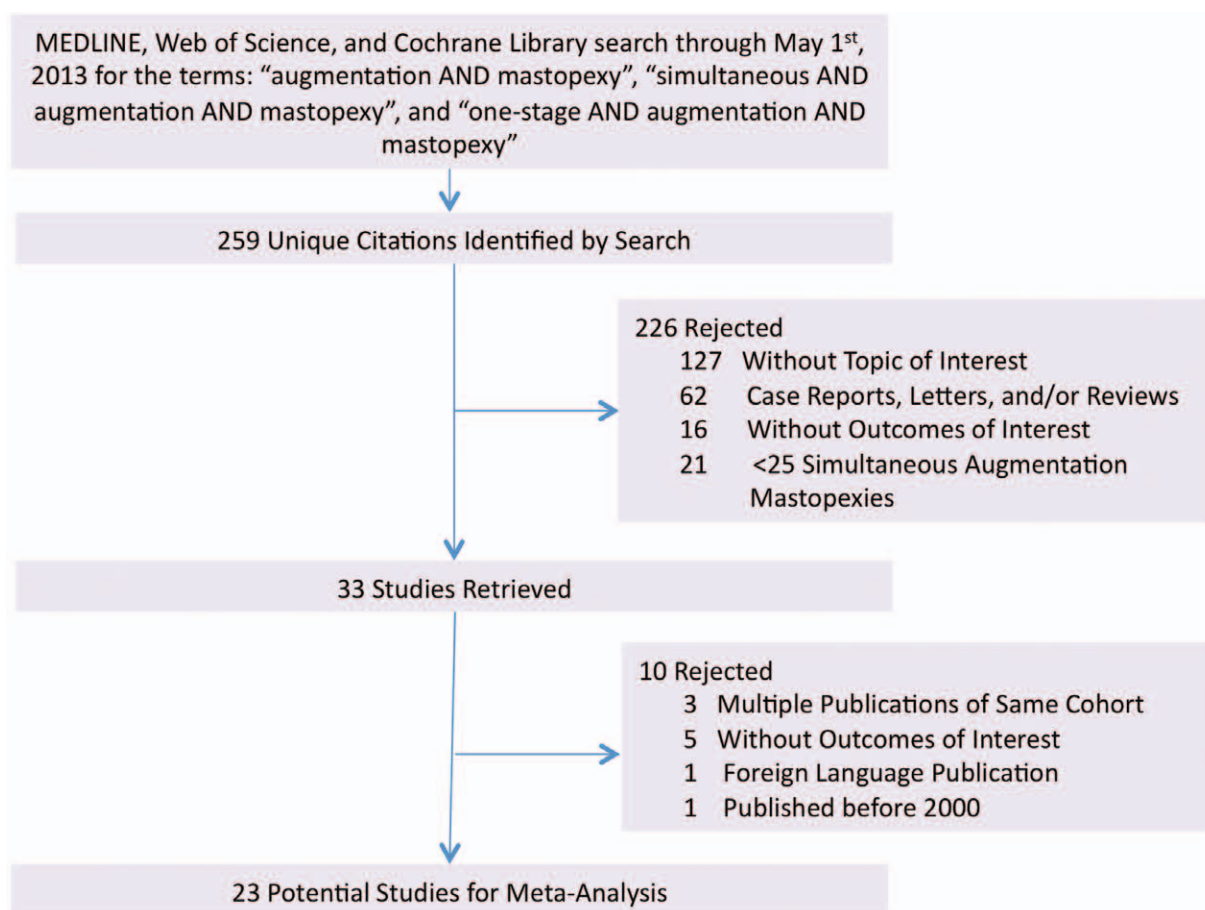 MEDLINE, Web of Science, and Cochrane Library search through May 1st,
2013 for the terms: “augmentation AND mastopexy”, “simultaneous AND
augmentation AND mastopexy”, and “one-stage AND augmentation AND
mastopexy”
259 Unique Citations Identified by Search
226 Rejected
127 Without Topic of Interest
62 Case Reports, Letters, and/or Reviews
16 Without Outcomes of Interest
21 <25 Simultaneous Augmentation
Mastopexies
33 Studies Retrieved
10 Rejected
3 Multiple Publications of Same Cohort
5 Without Outcomes of Interest
1 Foreign Language Publication
1 Published before 2000
23 Potential Studies for Meta-Analysis